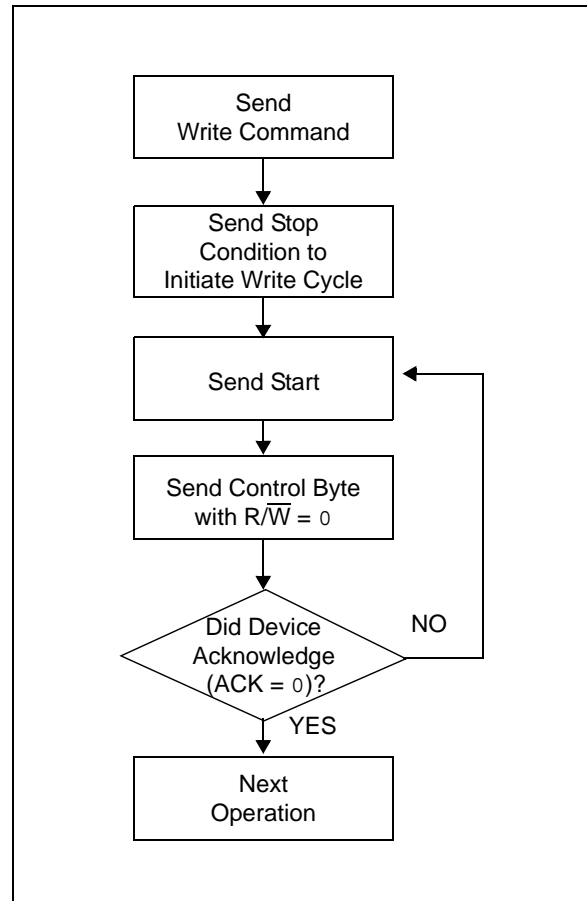 Send
Write Command
Send Stop
Condition to
Initiate Write Cycle
Send Start
Send Control Byte
with R/W̅ = 0
Did Device
Acknowledge
(ACK = 0)?
NO
YES
Next
Operation